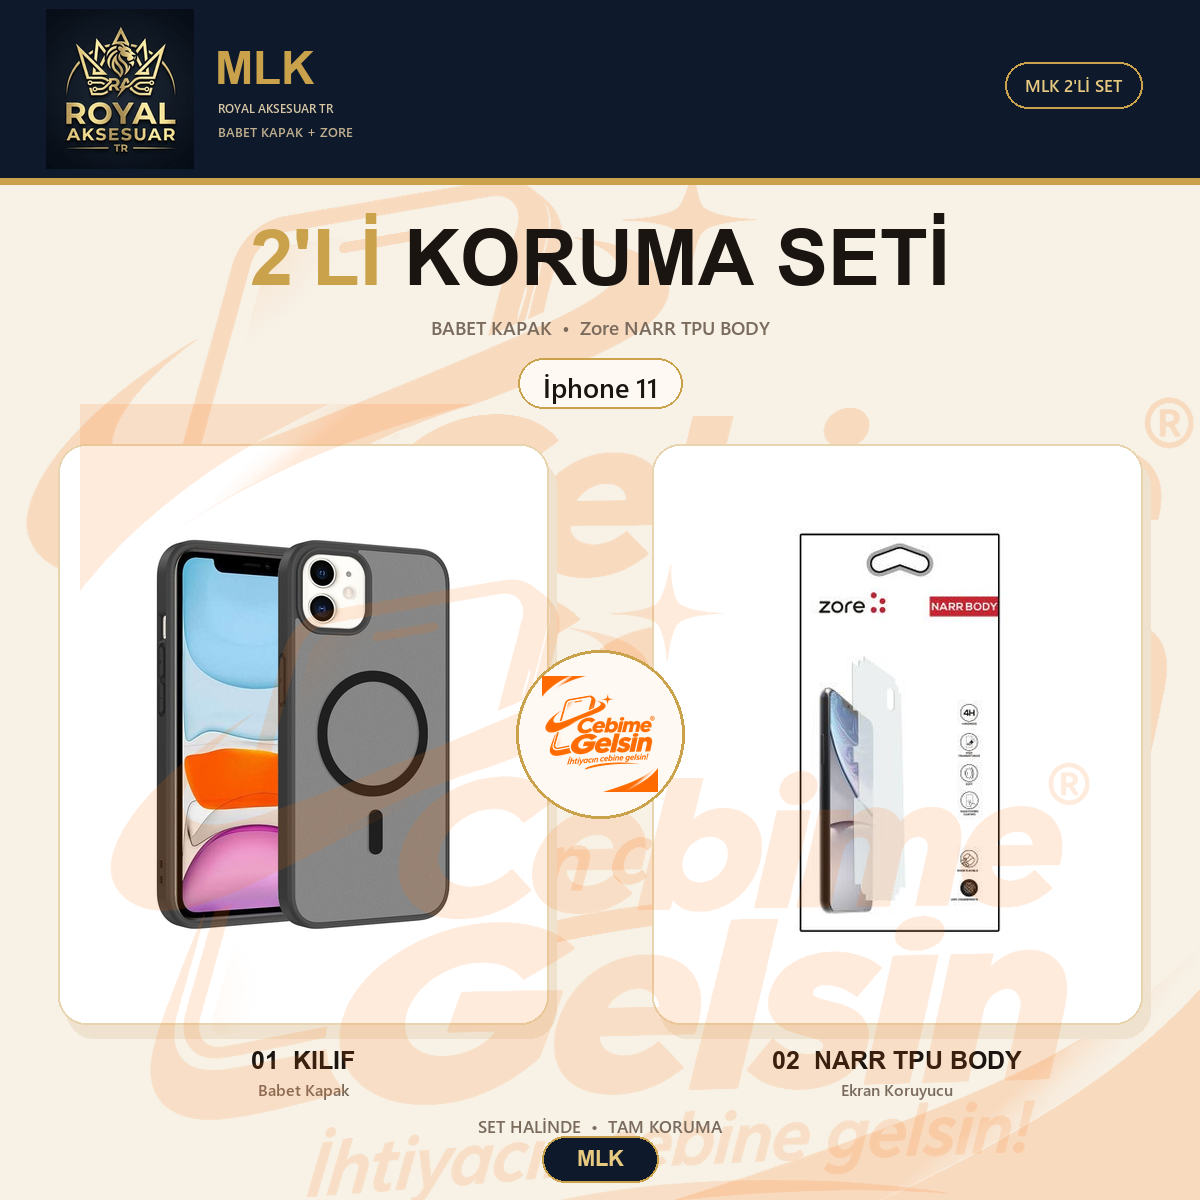 ROYAL
AKSESUAR
TR
MLK
ROYAL AKSESUAR TR
BABET KAPAK + ZORE
MLK 2'Lİ SET
2'Lİ KORUMA SETİ
BABET KAPAK • Zore NARR TPU BODY
İphone 11
zore
NARR BODY
4H
Cebime
Gelsin
İhtiyacın cebine gelsin!
Cebime
Gelsin
01 KILIF
Babet Kapak
02 NARR TPU BODY
Ekran Koruyucu
SET HALİNDE • TAM KORUMA
MLK